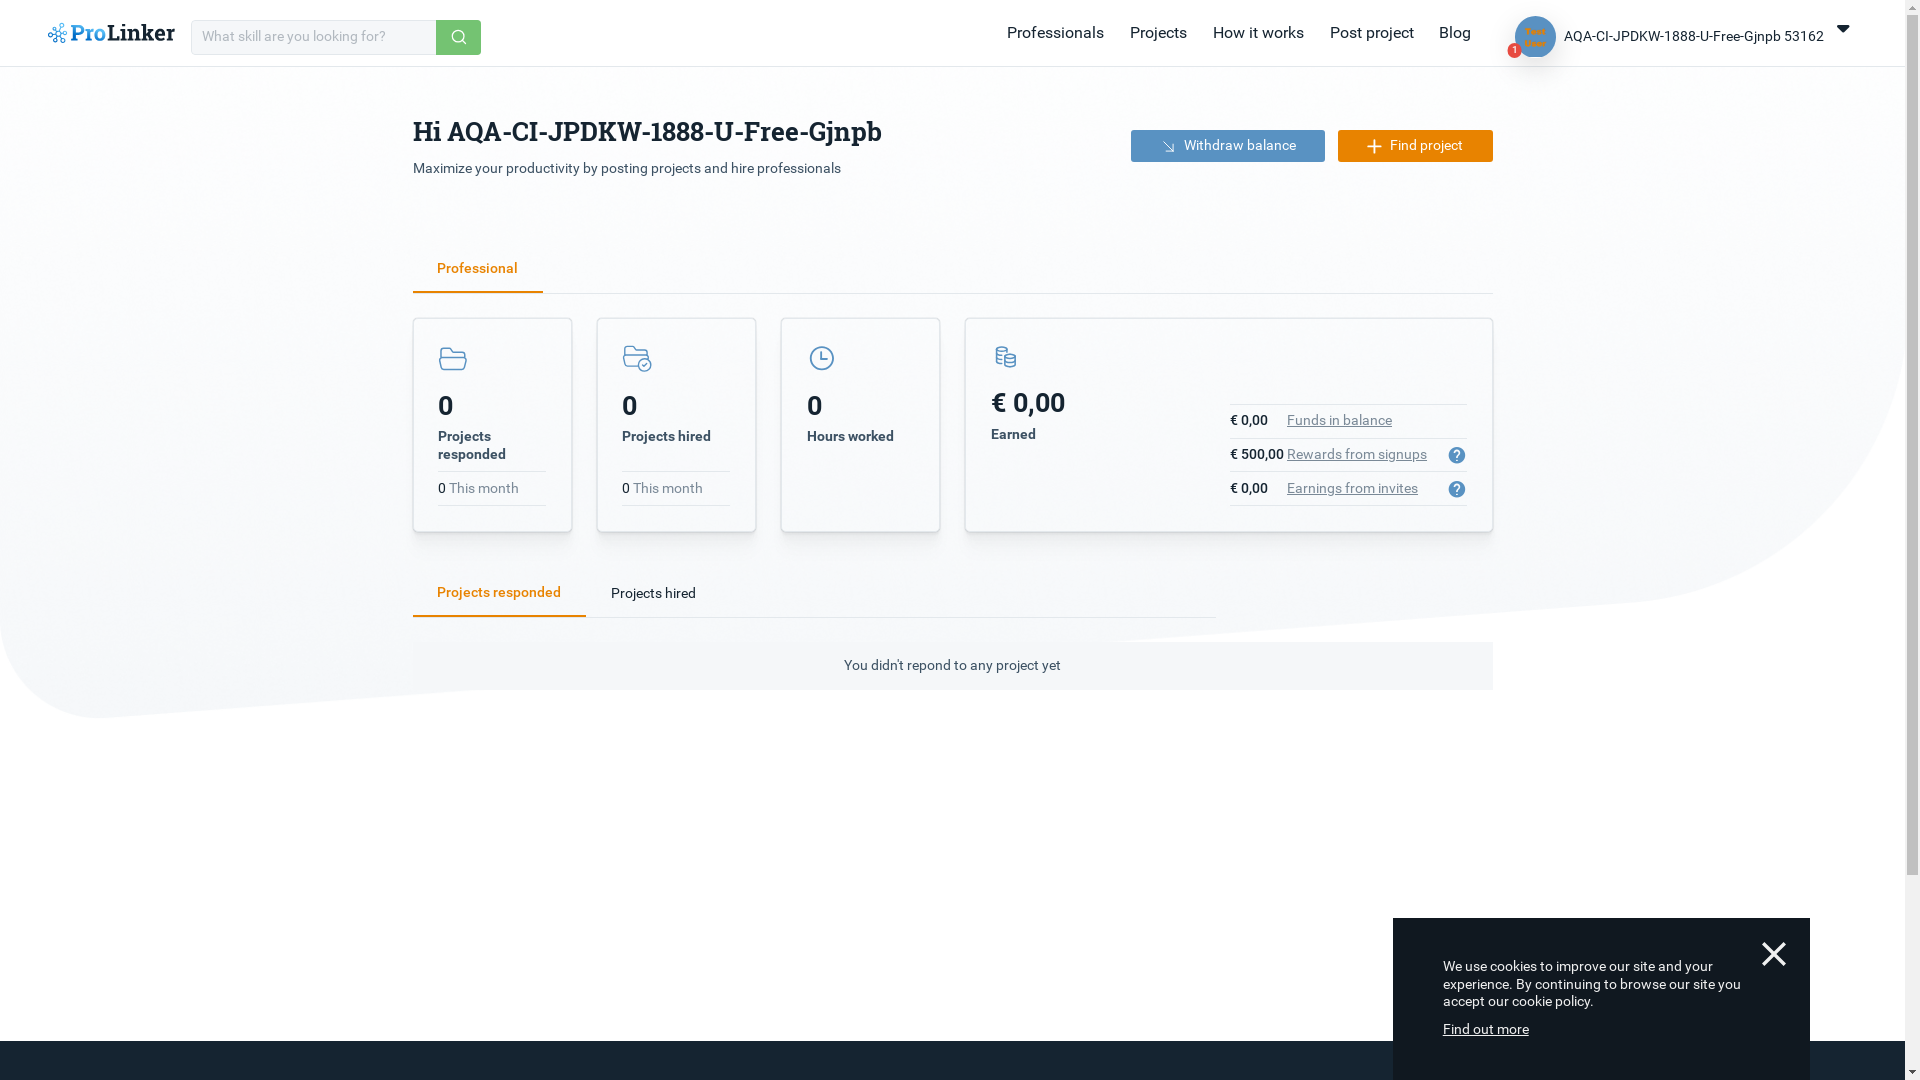 ProLinker
What skill are you looking for?
Professionals
Projects
How it works
Post project
Blog
Test
User
1
AQA-CI-JPDKW-1888-U-Free-Gjnpb 53162
Hi AQA-CI-JPDKW-1888-U-Free-Gjnpb
Maximize your productivity by posting projects and hire professionals
Withdraw balance
Find project
Professional
0
Projects
responded
0 This month
0
Projects hired
0 This month
0
Hours worked
€ 0,00
Earned
€ 0,00 Funds in balance
€ 500,00 Rewards from signups ?
€ 0,00 Earnings from invites ?
Projects responded
Projects hired
You didn't repond to any project yet
We use cookies to improve our site and your
experience. By continuing to browse our site you
accept our cookie policy.
Find out more